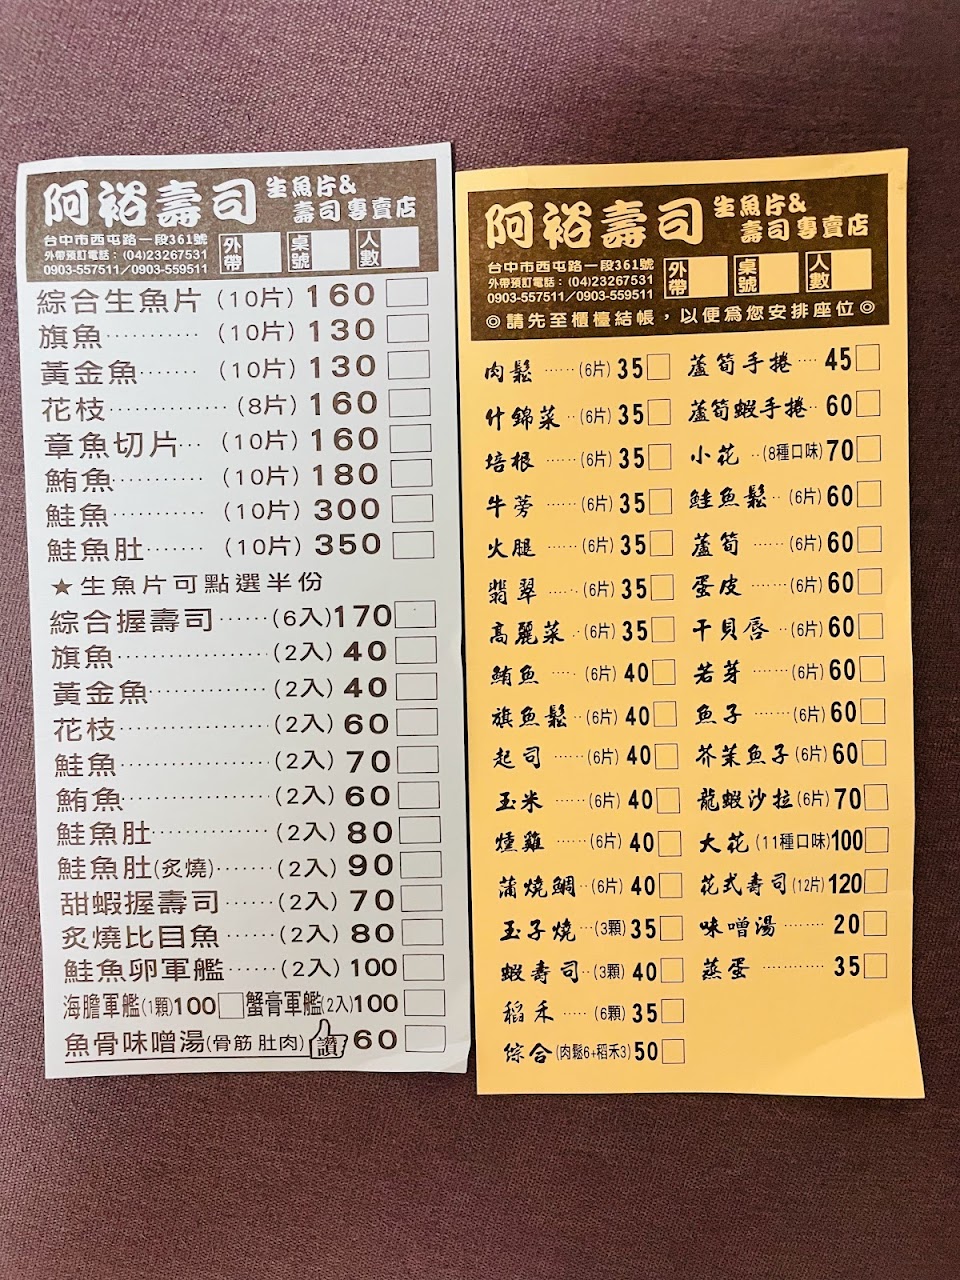 阿裕壽司 生魚片&
壽司專賣店
台中市西屯路一段361號
外帶預訂電話：(04)23267531
0903-557511／0903-559511
外帶 桌號 人數
綜合生魚片 (10片) 160
旗魚········ (10片) 130
黃金魚······· (10片) 130
花枝·············· (8片) 160
章魚切片··· (10片) 160
鮪魚··········· (10片) 180
鮭魚··········· (10片) 300
鮭魚肚······· (10片) 350
★生魚片可點選半份
綜合握壽司······(6入)170
旗魚··················(2入) 40
黃金魚··············(2入) 40
花枝··················(2入) 60
鮭魚··················(2入) 70
鮪魚··················(2入) 60
鮭魚肚··············(2入) 80
鮭魚肚(炙燒)·······(2入) 90
甜蝦握壽司······(2入) 70
炙燒比目魚······(2入) 80
鮭魚卵軍艦······(2入) 100
海膽軍艦(1顆)100 蟹膏軍艦(2入)100
魚骨味噌湯(骨筋 肚肉) 讚 60
阿裕壽司 生魚片&
壽司專賣店
台中市西屯路一段361號
外帶預訂電話：(04)23267531
0903-557511／0903-559511
外帶 桌號 人數
◎請先至櫃檯結帳，以便為您安排座位◎
肉鬆 ······(6片) 35
什錦菜 ··(6片) 35
培根 ·····(6片) 35
牛蒡 ·····(6片) 35
火腿 ·····(6片) 35
翡翠 ·····(6片) 35
高麗菜 ··(6片) 35
鮪魚 ···· (6片) 40
旗魚鬆 ··(6片) 40
起司 ·····(6片) 40
玉米 ·····(6片) 40
燻雞 ·····(6片) 40
蒲燒鯛 ··(6片) 40
玉子燒 ··(3顆) 35
蝦壽司 ··(3顆) 40
稻禾 ····· (6顆) 35
綜合(肉鬆6+稻禾3) 50
蘆筍手捲 ···· 45
蘆筍蝦手捲·· 60
小花 ··(8種口味) 70
鮭魚鬆 ·· (6片) 60
蘆筍 ······(6片) 60
蛋皮 ······(6片) 60
干貝唇 ··(6片) 60
若芽 ······(6片) 60
魚子 ·······(6片) 60
芥茉魚子 (6片) 60
龍蝦沙拉 (6片) 70
大花 (11種口味)100
花式壽司 (12片) 120
味噌湯 ······· 20
蒸蛋 ·········· 35